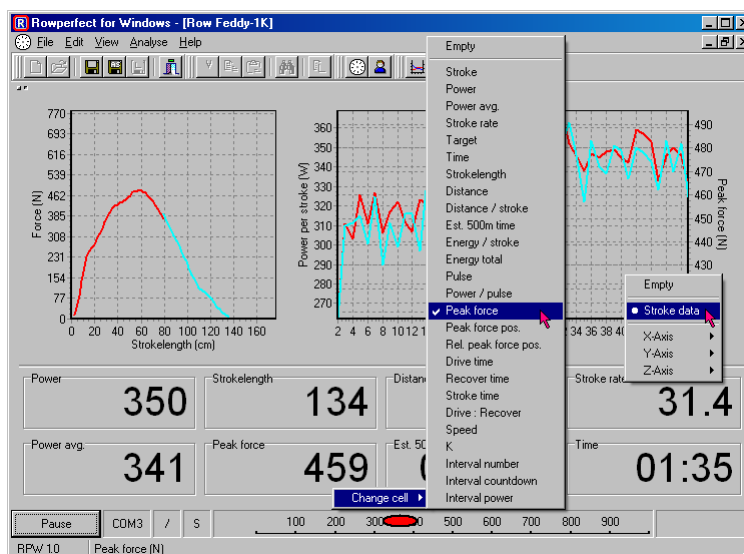 Rowperfect for Windows - [Row Feddy-1K]
File Edit View Analyse Help
770
693
616
539
462
385
308
231
154
77
0
Force (N)
0 20 40 60 80 100 120 140 160
Strokelength (cm)
360
350
340
330
320
310
300
290
280
270
Power per stroke (W)
2 4 6 8 10 12 1
490
480
470
460
450
440
430
Peak force (N)
Empty
Stroke
Power
Power avg.
Stroke rate
Target
Time
Strokelength
Distance
Distance / stroke
Est. 500m time
Energy / stroke
Energy total
Pulse
Power / pulse
Peak force
Peak force pos.
Rel. peak force pos.
Drive time
Recover time
Stroke time
Drive : Recover
Speed
K
Interval number
Interval countdown
Interval power
Empty
Stroke data
X-Axis
Y-Axis
Z-Axis
Power
350
Strokelength
134
Distan
Stroke rate
31.4
Power avg.
341
Peak force
459
Est. 50
Time
01:35
Change cell
Pause
COM3
/
S
100 200 300 400 500 600 700 800 900
RPW 1.0
Peak force (N)